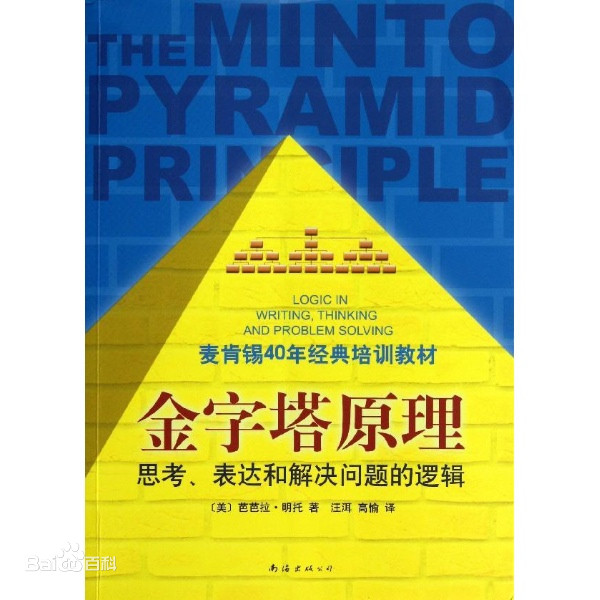 THE MINTO
PYRAMID
PRINCIPLE
LOGIC IN
WRITING, THINKING
AND PROBLEM SOLVING
麦肯锡40年经典培训教材
金字塔原理
思考、表达和解决问题的逻辑
〔美〕芭芭拉·明托 著 汪洱 高愉 译
南海出版公司
Bai百科